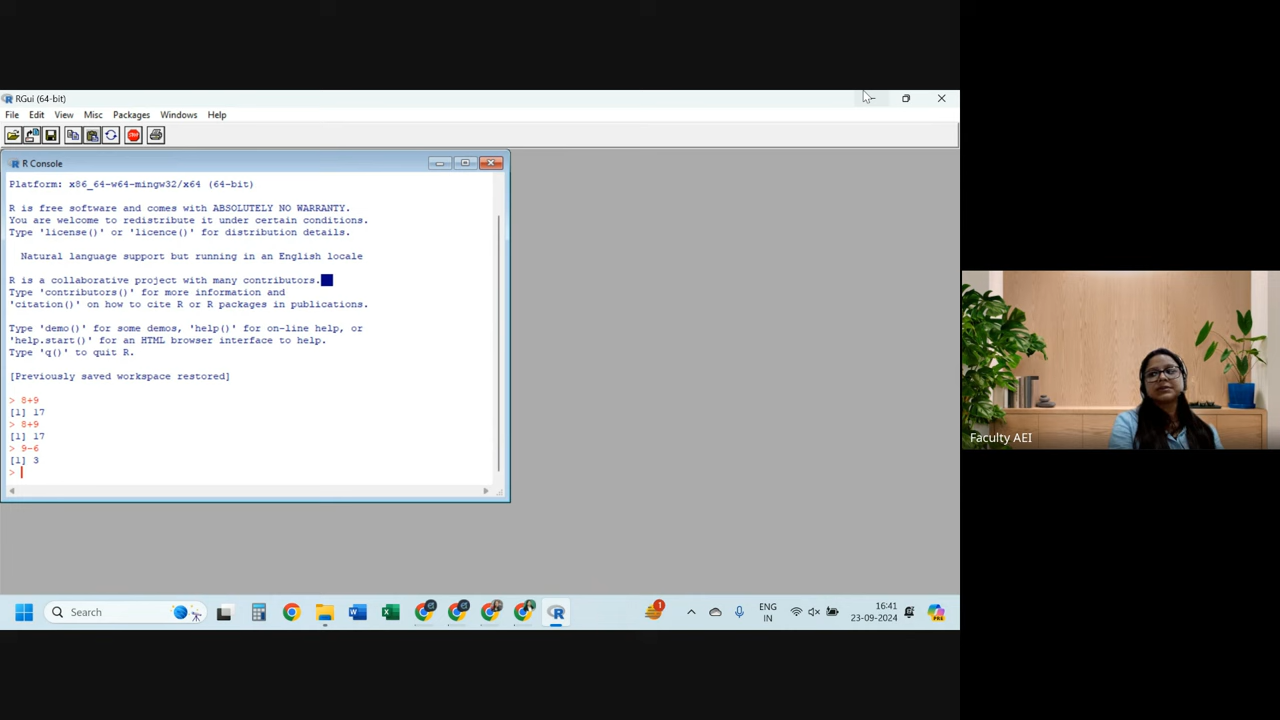 RGui (64-bit)
File Edit View Misc Packages Windows Help
STOP
R Console
Platform: x86_64-w64-mingw32/x64 (64-bit)
R is free software and comes with ABSOLUTELY NO WARRANTY.
You are welcome to redistribute it under certain conditions.
Type 'license()' or 'licence()' for distribution details.
Natural language support but running in an English locale
R is a collaborative project with many contributors.
Type 'contributors()' for more information and
'citation()' on how to cite R or R packages in publications.
Type 'demo()' for some demos, 'help()' for on-line help, or
'help.start()' for an HTML browser interface to help.
Type 'q()' to quit R.
[Previously saved workspace restored]
> 8+9
[1] 17
> 8+9
[1] 17
> 9-6
[1] 3
>
Faculty AEI
Search
1
ENG
IN
16:41
23-09-2024
PRE